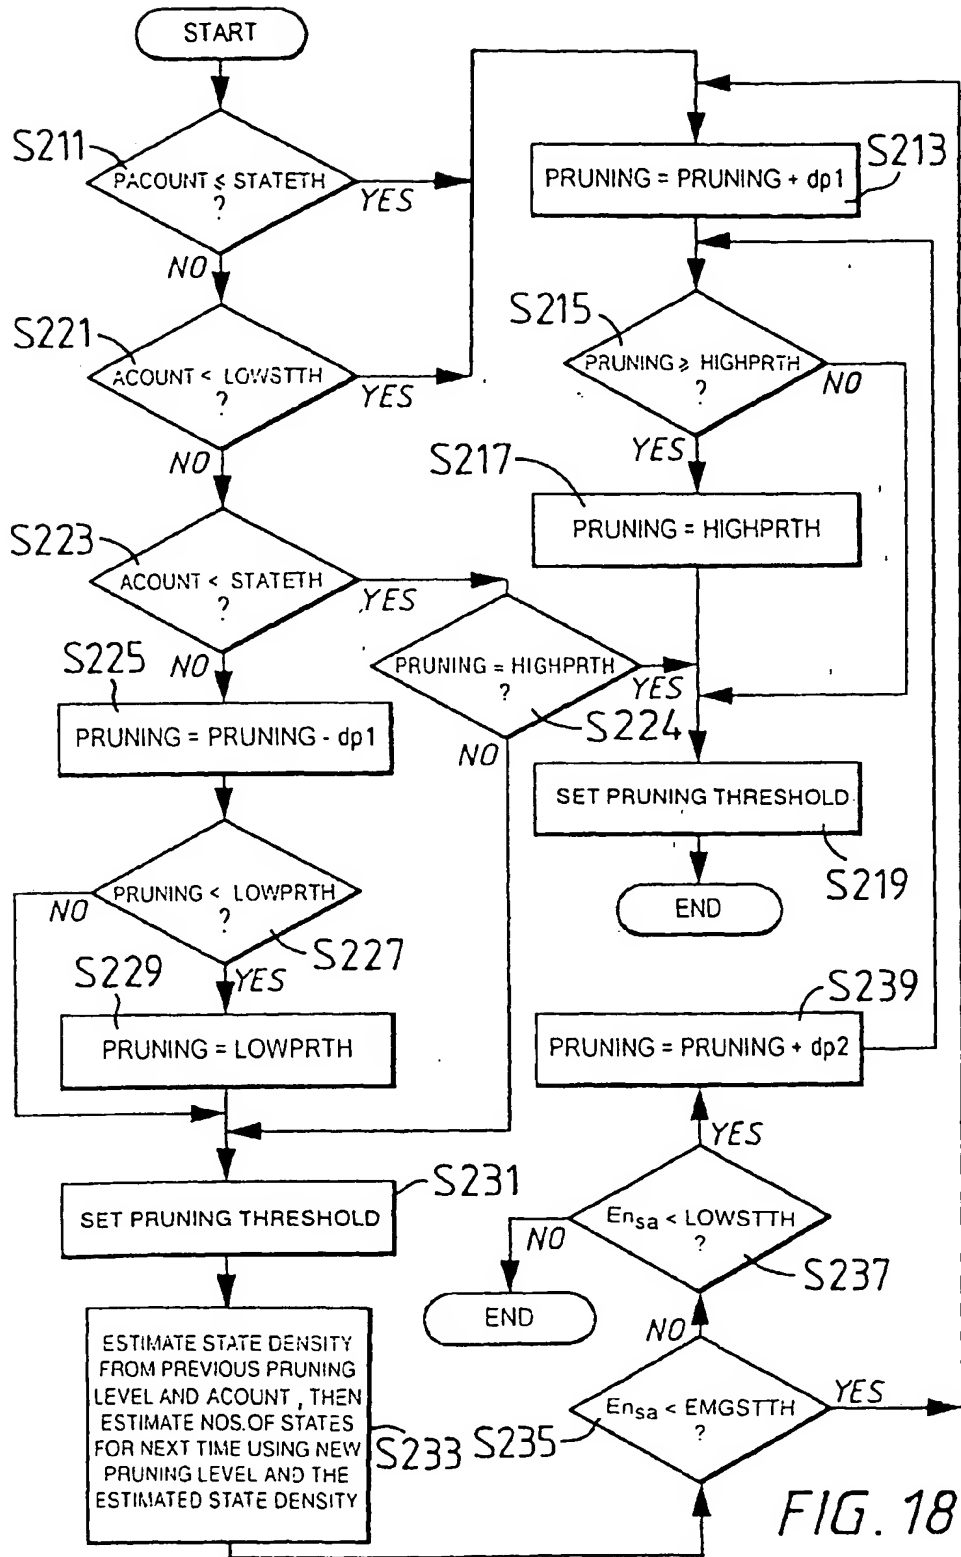 START
S211
PACOUNT ⩽ STATETH
?
YES
NO
S221
ACOUNT < LOWSTTH
?
YES
NO
S223
ACOUNT < STATETH
?
YES
NO
S225
PRUNING = PRUNING - dp1
PRUNING < LOWPRTH
?
NO
S227
YES
S229
PRUNING = LOWPRTH
S231
SET PRUNING THRESHOLD
ESTIMATE STATE DENSITY
FROM PREVIOUS PRUNING
LEVEL AND ACOUNT , THEN
ESTIMATE NOS. OF STATES
FOR NEXT TIME USING NEW
PRUNING LEVEL AND THE
ESTIMATED STATE DENSITY
S233
S213
PRUNING = PRUNING + dp1
S215
PRUNING ⩾ HIGHPRTH
?
NO
YES
S217
PRUNING = HIGHPRTH
PRUNING = HIGHPRTH
?
YES
S224
NO
SET PRUNING THRESHOLD
S219
END
S239
PRUNING = PRUNING + dp2
YES
Ensa < LOWSTTH
?
NO
S237
END
NO
Ensa < EMGSTTH
?
YES
S235
FIG. 18